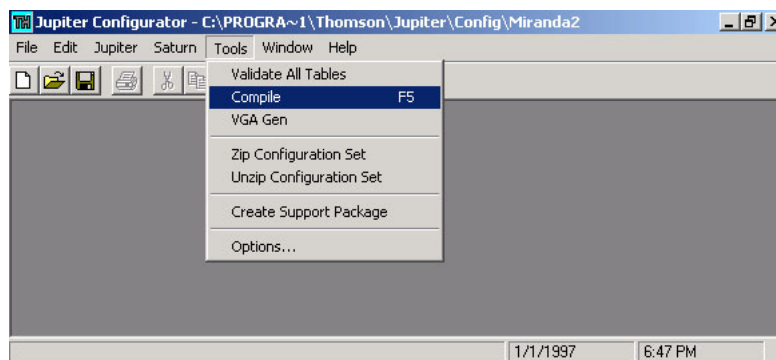 TH Jupiter Configurator - C:\PROGRA~1\Thomson\Jupiter\Config\Miranda2
File Edit Jupiter Saturn Tools Window Help
Validate All Tables
Compile F5
VGA Gen
Zip Configuration Set
Unzip Configuration Set
Create Support Package
Options...
1/1/1997 6:47 PM